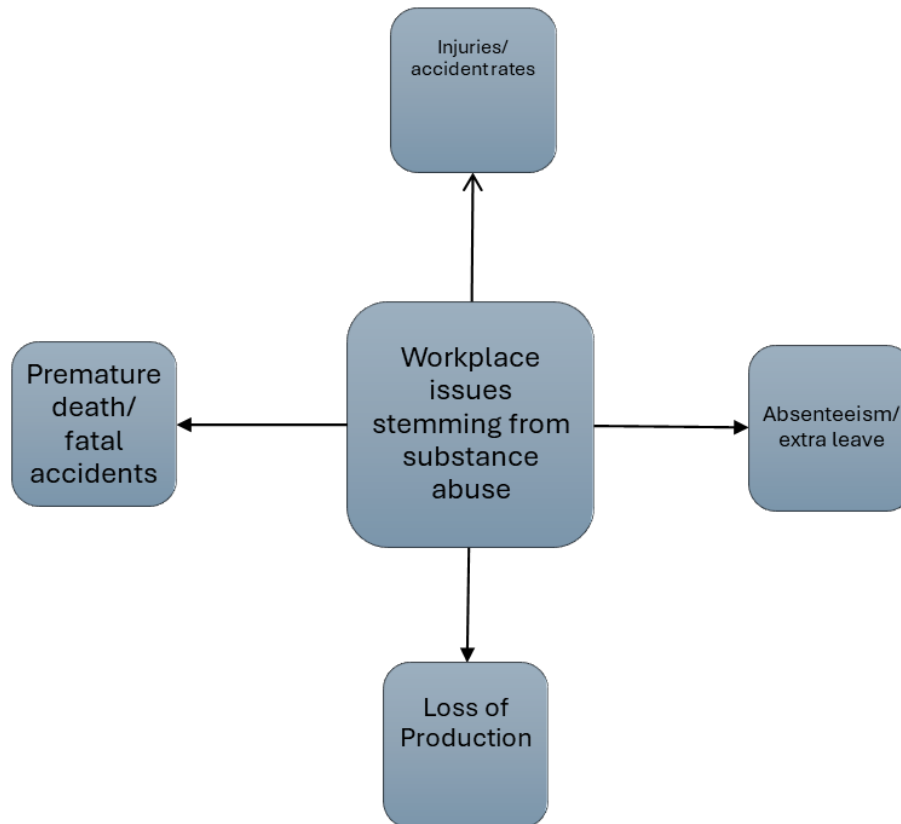 Injuries/
accidentrates
Premature
death/
fatal
accidents
Workplace
issues
stemming from
substance
abuse
Absenteeism/
extra leave
Loss of
Production